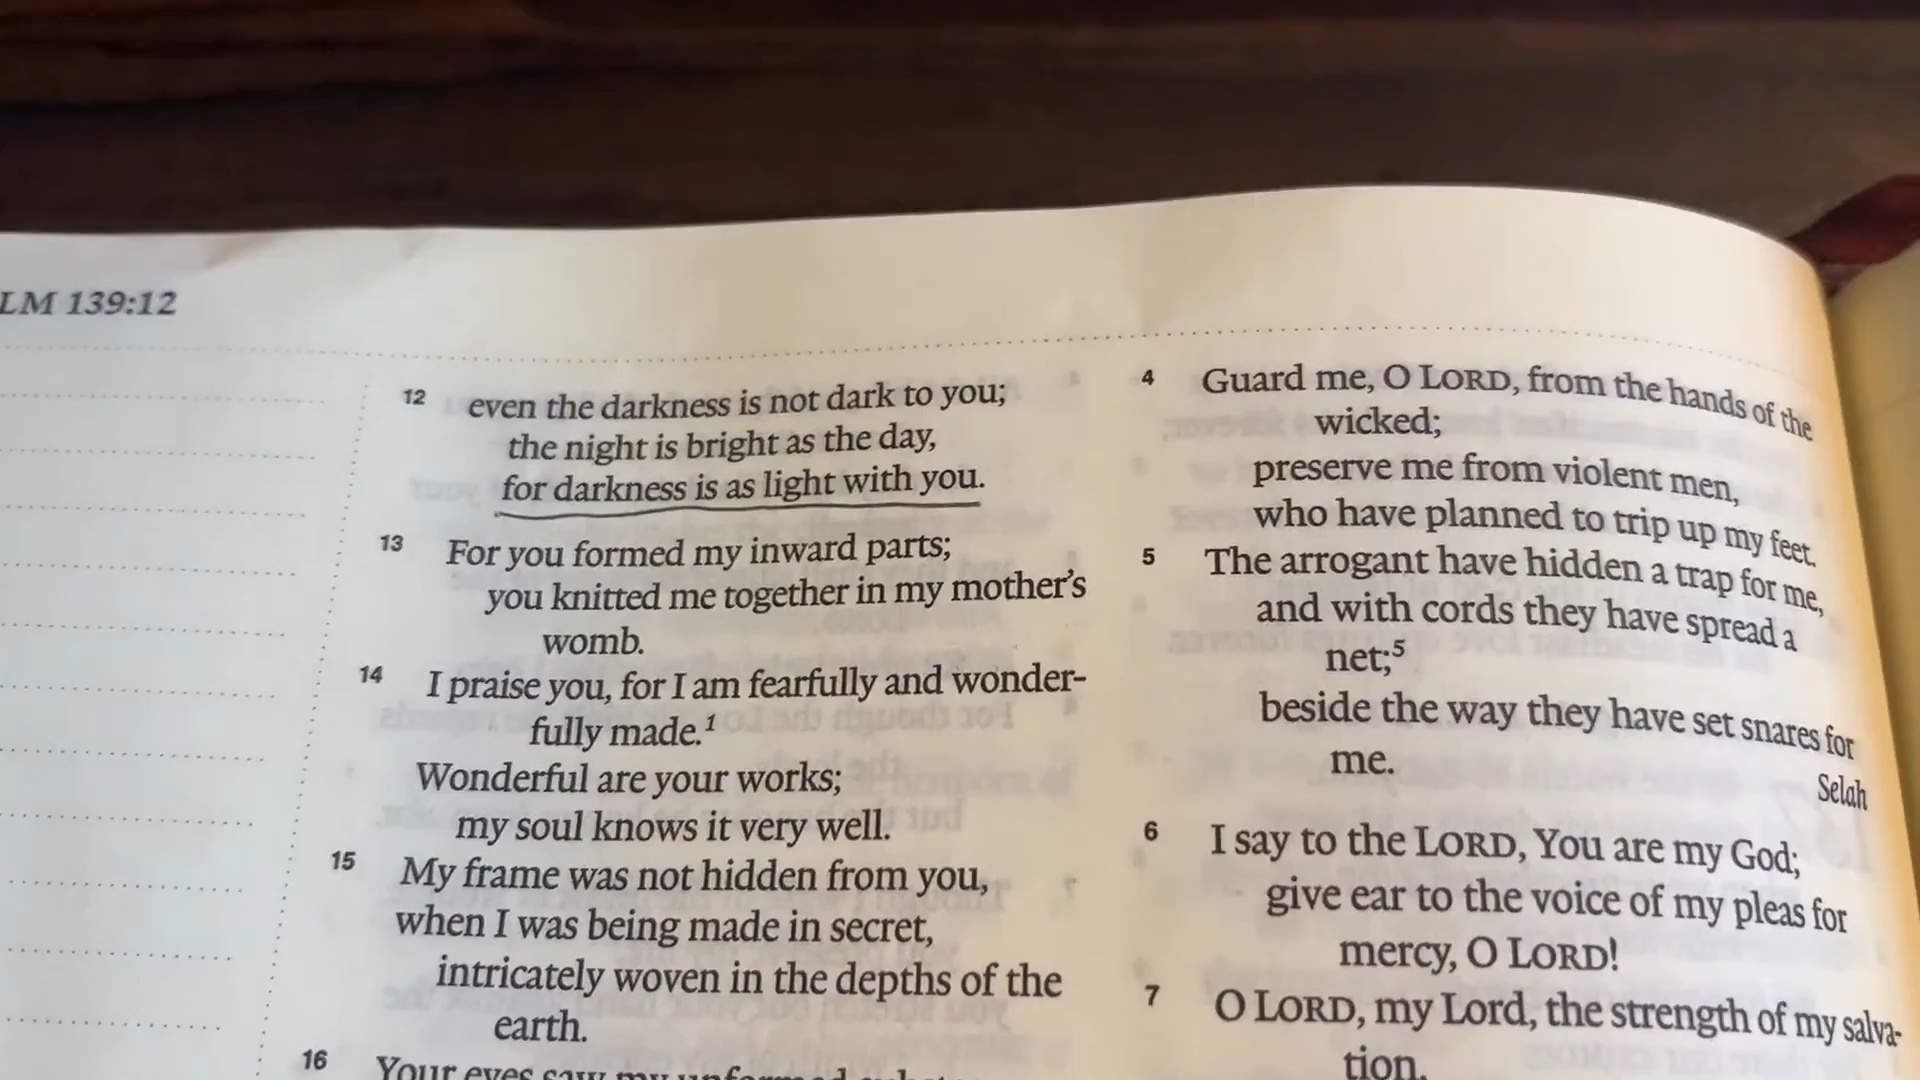 LM 139:12
12 even the darkness is not dark to you;
the night is bright as the day,
for darkness is as light with you.
13 For you formed my inward parts;
you knitted me together in my mother's
womb.
14 I praise you, for I am fearfully and wonder-
fully made.1
Wonderful are your works;
my soul knows it very well.
15 My frame was not hidden from you,
when I was being made in secret,
intricately woven in the depths of the
earth.
16 Your eyes saw my unformed
4 Guard me, O LORD, from the hands of the
wicked;
preserve me from violent men,
who have planned to trip up my feet.
5 The arrogant have hidden a trap for me,
and with cords they have spread a
net;5
beside the way they have set snares for
me.
Selah
6 I say to the LORD, You are my God;
give ear to the voice of my pleas for
mercy, O LORD!
7 O LORD, my Lord, the strength of my salva-
tion,